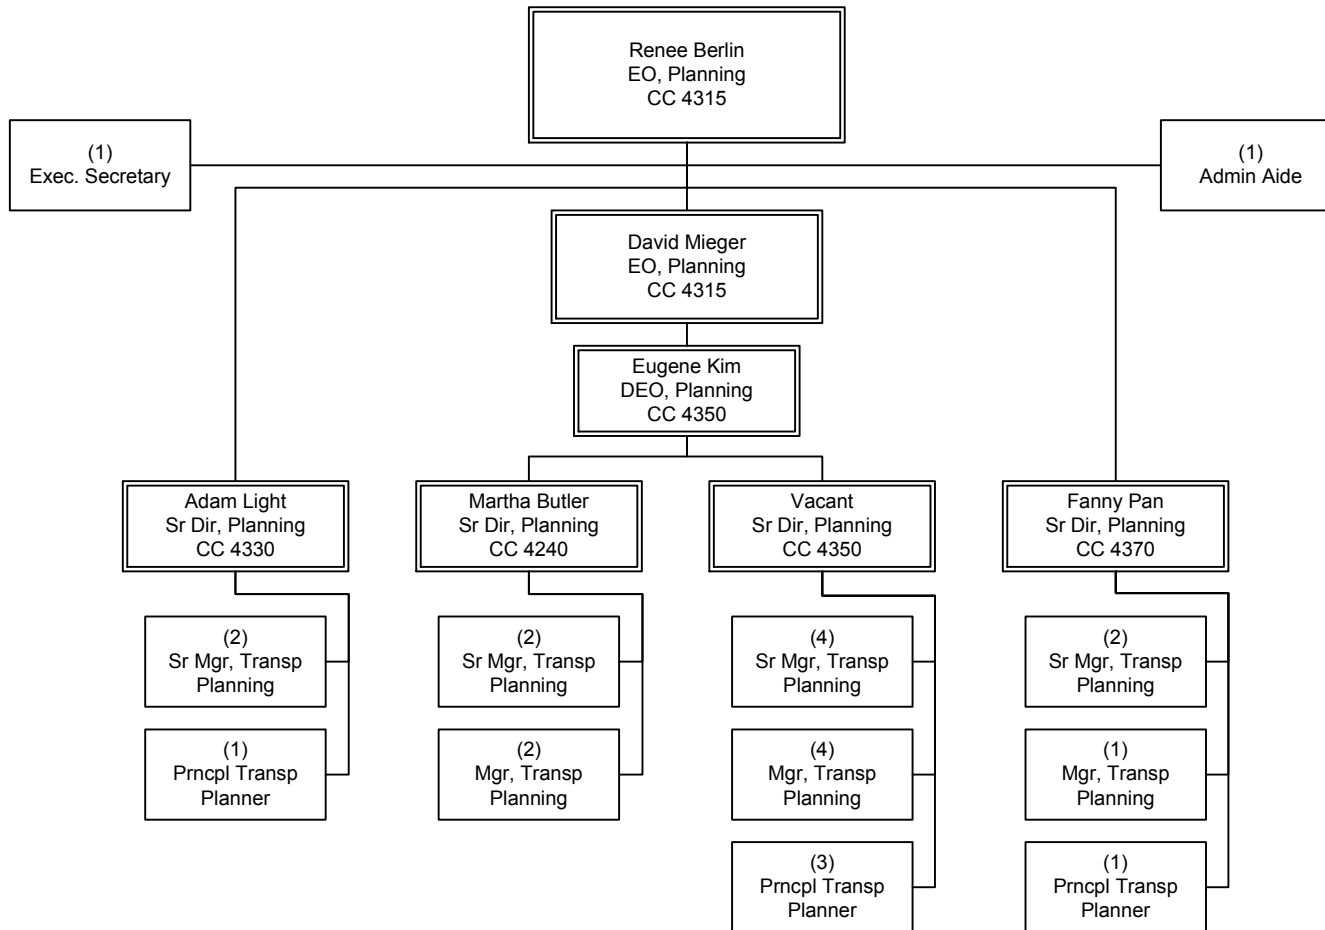 Renee Berlin
EO, Planning
CC 4315
(1)
Exec. Secretary
(1)
Admin Aide
David Mieger
EO, Planning
CC 4315
Eugene Kim
DEO, Planning
CC 4350
Adam Light
Sr Dir, Planning
CC 4330
Martha Butler
Sr Dir, Planning
CC 4240
Vacant
Sr Dir, Planning
CC 4350
Fanny Pan
Sr Dir, Planning
CC 4370
(2)
Sr Mgr, Transp
Planning
(2)
Sr Mgr, Transp
Planning
(4)
Sr Mgr, Transp
Planning
(2)
Sr Mgr, Transp
Planning
(1)
Prncpl Transp
Planner
(2)
Mgr, Transp
Planning
(4)
Mgr, Transp
Planning
(1)
Mgr, Transp
Planning
(3)
Prncpl Transp
Planner
(1)
Prncpl Transp
Planner